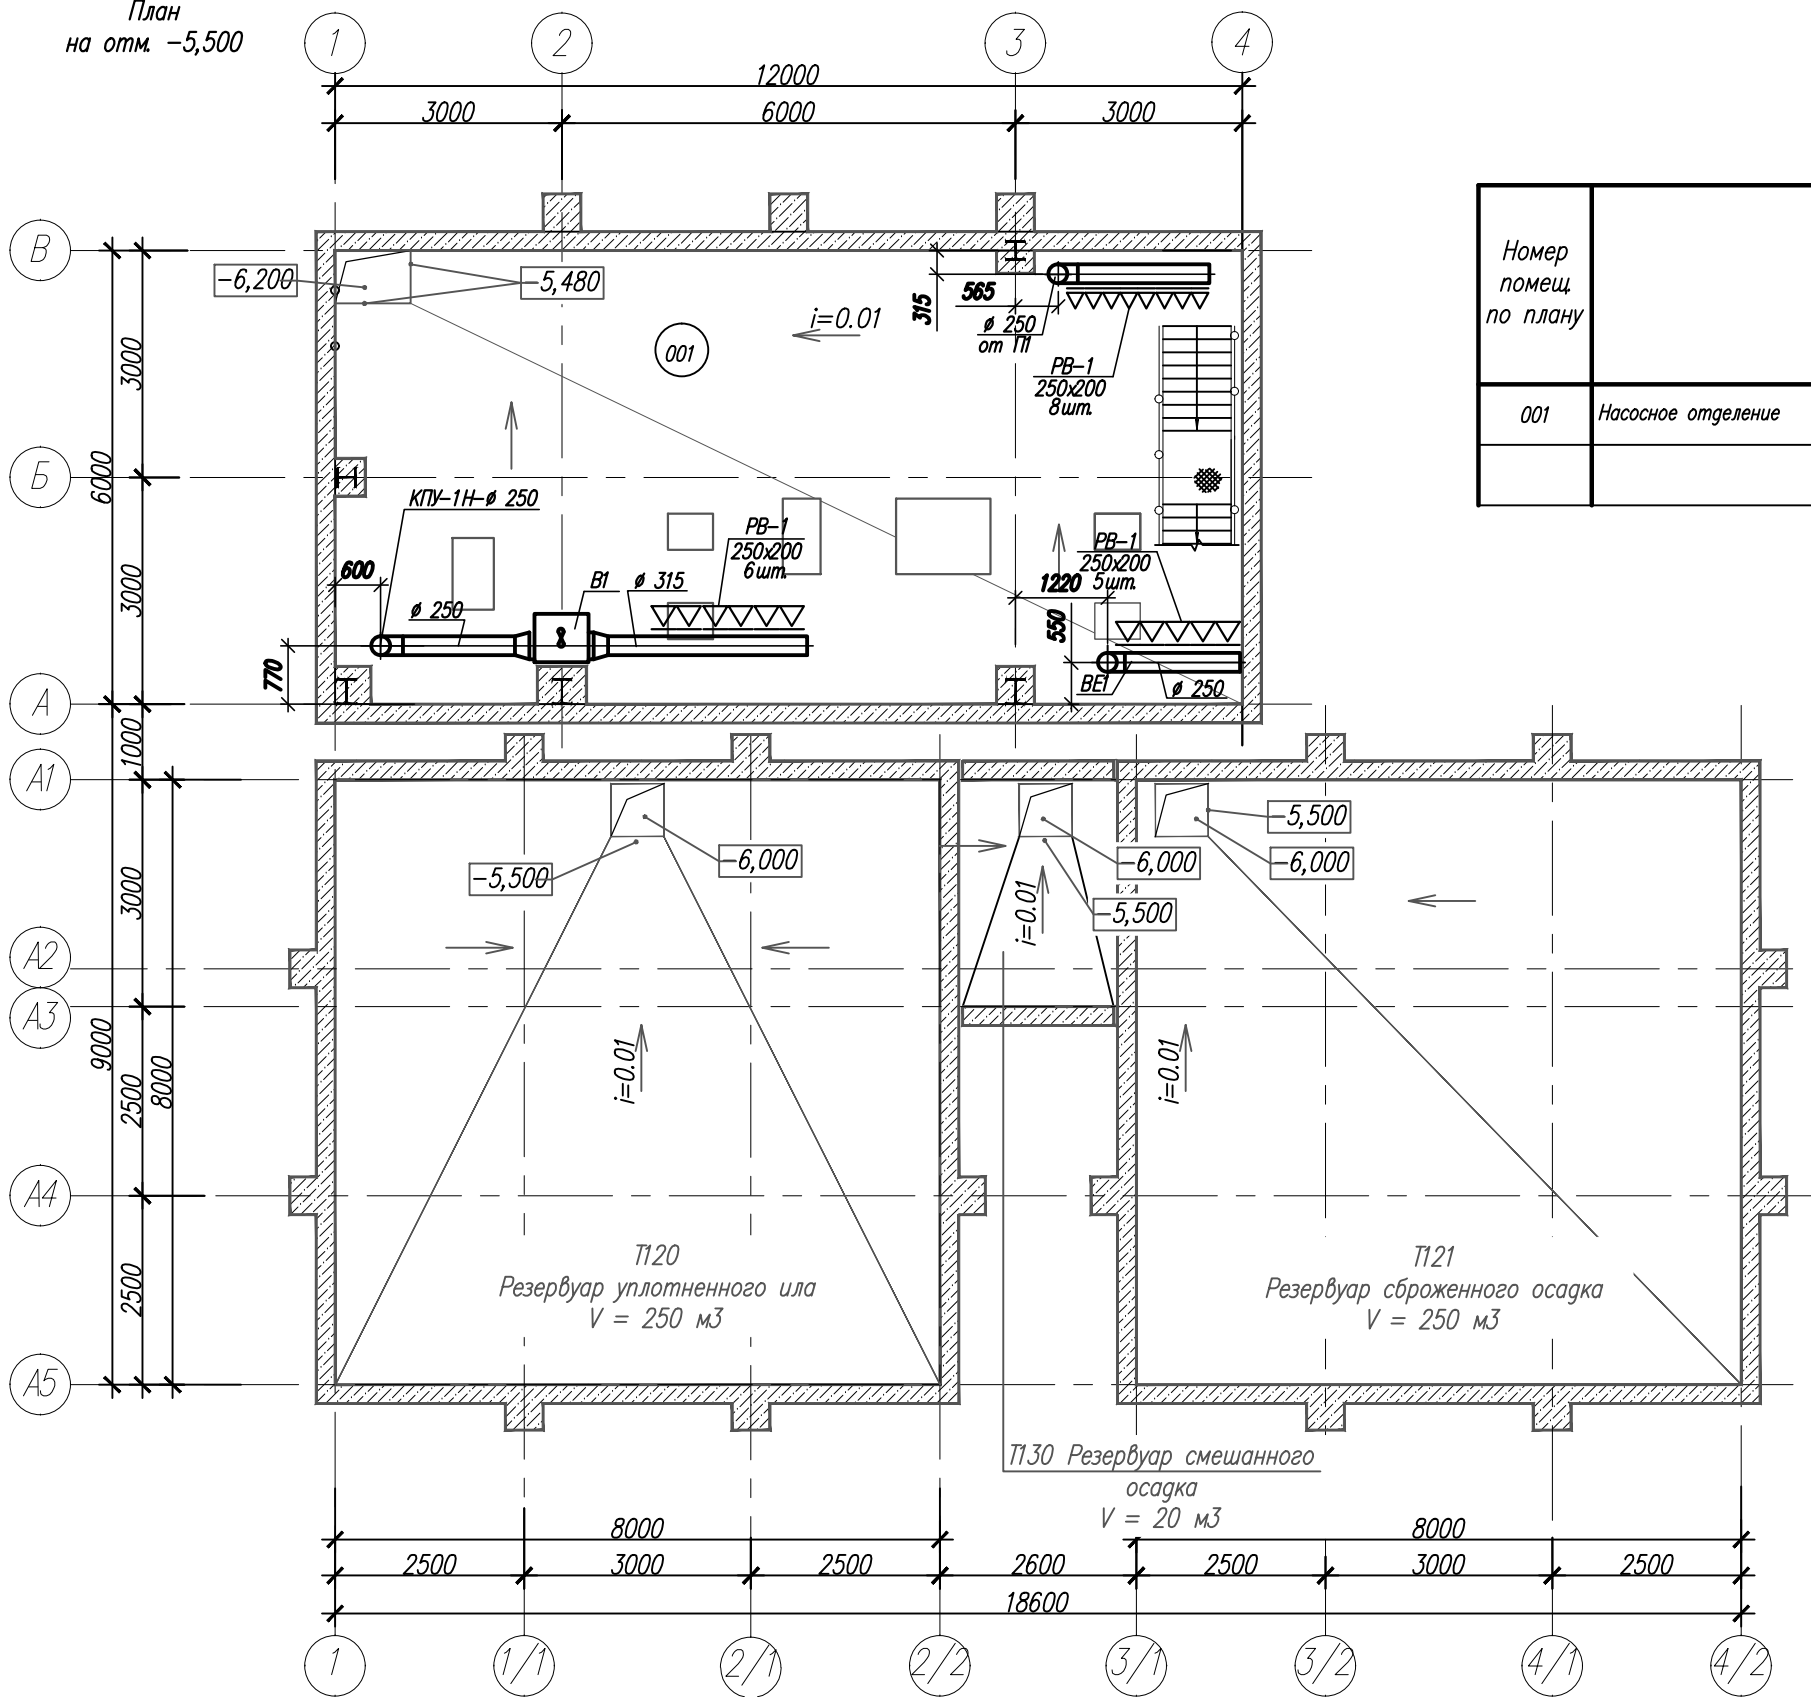 План
на отм. -5,500
1
2
3
4
12000
3000
6000
3000
Номер
помещ.
по плану
001
Насосное отделение
В
Б
А
А1
А2
А3
А4
А5
3000
6000
3000
1000
3000
9000
2500
8000
2500
-6,200
-5,480
001
i=0.01
315
565
ø 250
от П1
РВ-1
250х200
8шт.
КПУ-1Н-ø 250
600
ø 250
В1
ø 315
РВ-1
250х200
6шт.
РВ-1
250х200
5шт.
1220
550
770
ВЕ1
ø 250
-5,500
-6,000
-6,000
-5,500
-5,500
-6,000
i=0.01
i=0.01
i=0.01
Т120
Резервуар уплотненного ила
V = 250 м3
Т121
Резервуар сброженного осадка
V = 250 м3
Т130 Резервуар смешанного
осадка
V = 20 м3
8000
8000
2500
3000
2500
2600
2500
3000
2500
18600
1
1/1
2/1
2/2
3/1
3/2
4/1
4/2